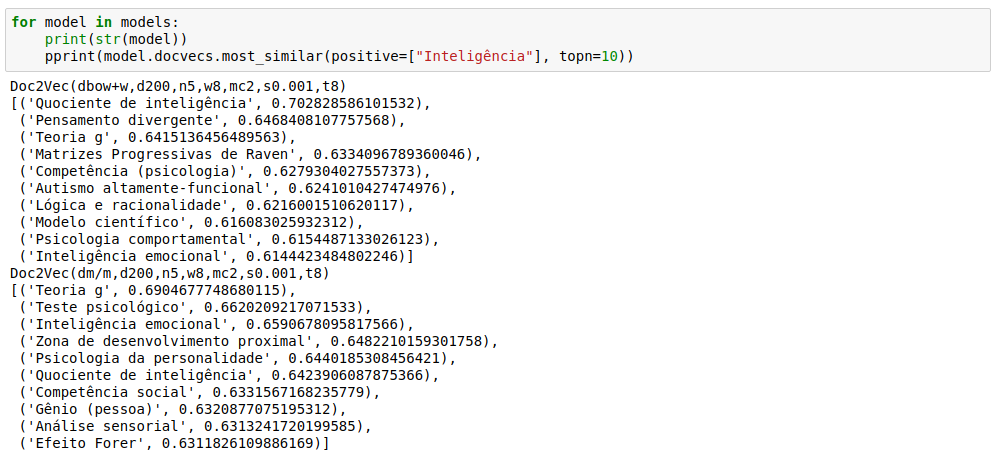 for model in models:
    print(str(model))
    pprint(model.docvecs.most_similar(positive=["Inteligência"], topn=10))
Doc2Vec(dbow+w,d200,n5,w8,mc2,s0.001,t8)
[('Quociente de inteligência', 0.702828586101532),
 ('Pensamento divergente', 0.6468408107757568),
 ('Teoria g', 0.6415136456489563),
 ('Matrizes Progressivas de Raven', 0.6334096789360046),
 ('Competência (psicologia)', 0.6279304027557373),
 ('Autismo altamente-funcional', 0.6241010427474976),
 ('Lógica e racionalidade', 0.6216001510620117),
 ('Modelo científico', 0.616083025932312),
 ('Psicologia comportamental', 0.6154487133026123),
 ('Inteligência emocional', 0.6144423484802246)]
Doc2Vec(dm/m,d200,n5,w8,mc2,s0.001,t8)
[('Teoria g', 0.6904677748680115),
 ('Teste psicológico', 0.6620209217071533),
 ('Inteligência emocional', 0.6590678095817566),
 ('Zona de desenvolvimento proximal', 0.6482210159301758),
 ('Psicologia da personalidade', 0.6440185308456421),
 ('Quociente de inteligência', 0.6423906087875366),
 ('Competência social', 0.6331567168235779),
 ('Gênio (pessoa)', 0.6320877075195312),
 ('Análise sensorial', 0.6313241720199585),
 ('Efeito Forer', 0.6311826109886169)]